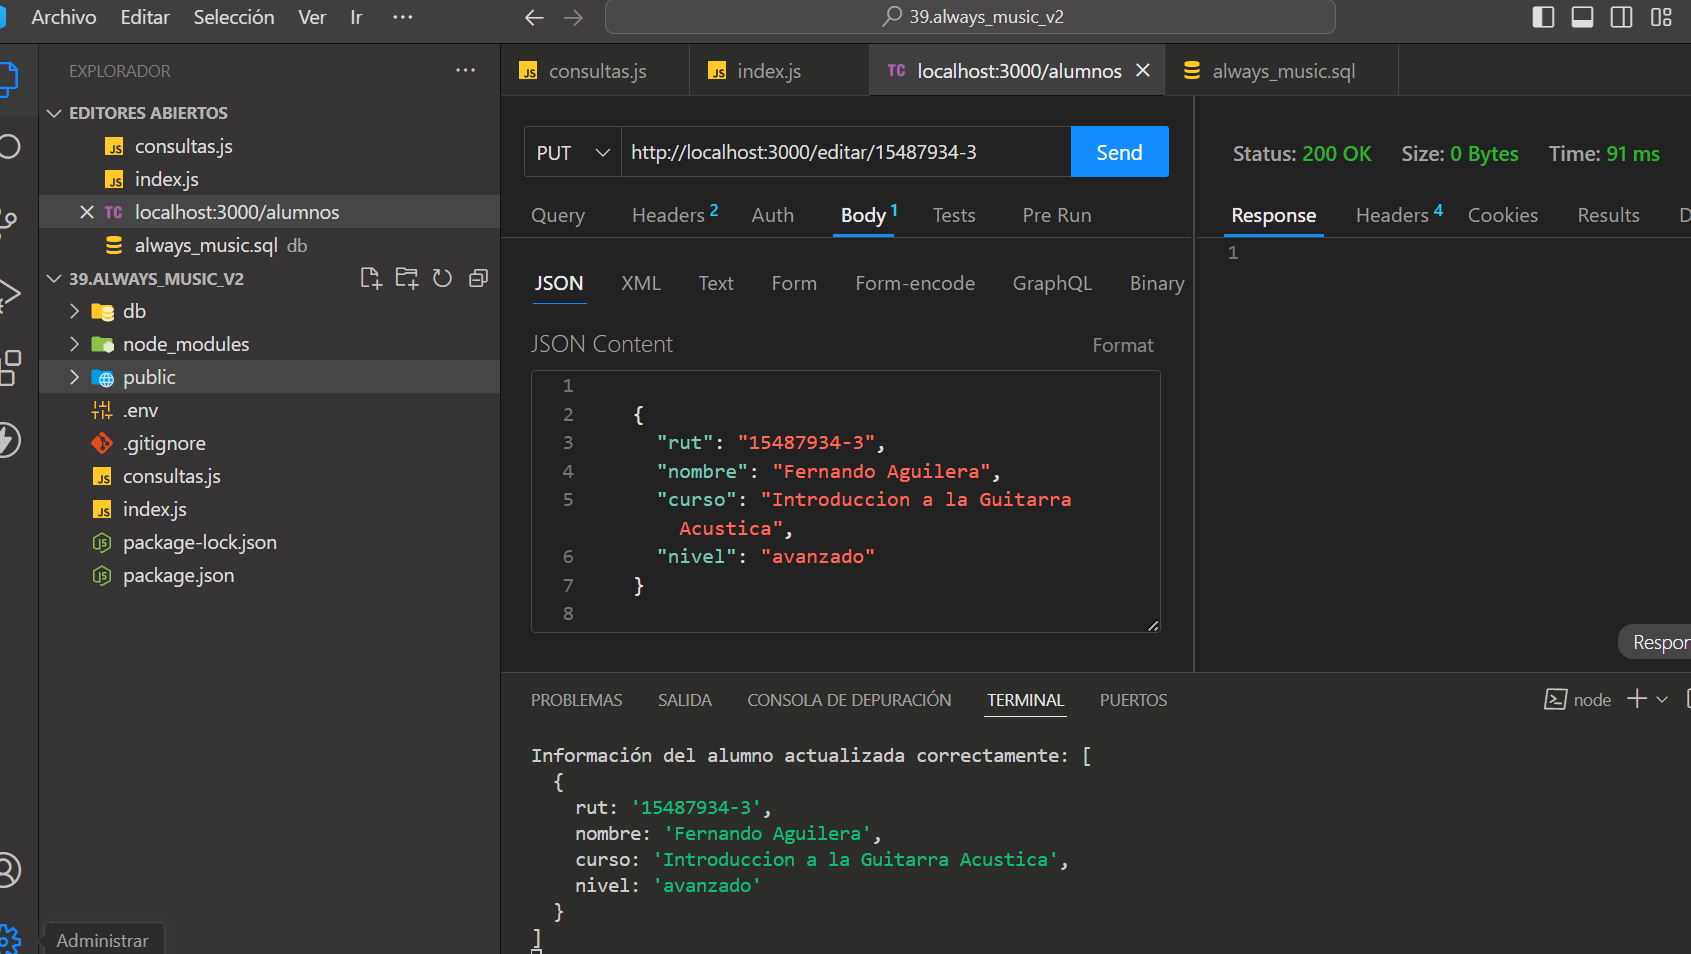 Archivo Editar Selección Ver Ir ···
39.always_music_v2
EXPLORADOR ···
EDITORES ABIERTOS
JS consultas.js
JS index.js
TC localhost:3000/alumnos
always_music.sql db
39.ALWAYS_MUSIC_V2
db
node_modules
public
.env
.gitignore
JS consultas.js
JS index.js
package-lock.json
package.json
Administrar
JS consultas.js
JS index.js
TC localhost:3000/alumnos
always_music.sql
PUT http://localhost:3000/editar/15487934-3 Send
Query Headers 2 Auth Body 1 Tests Pre Run
JSON XML Text Form Form-encode GraphQL Binary
JSON Content Format
1
2 {
3 "rut": "15487934-3",
4 "nombre": "Fernando Aguilera",
5 "curso": "Introduccion a la Guitarra
Acustica",
6 "nivel": "avanzado"
7 }
8
Status: 200 OK Size: 0 Bytes Time: 91 ms
Response Headers 4 Cookies Results D
1
Respor
PROBLEMAS SALIDA CONSOLA DE DEPURACIÓN TERMINAL PUERTOS
node
Información del alumno actualizada correctamente: [
{
rut: '15487934-3',
nombre: 'Fernando Aguilera',
curso: 'Introduccion a la Guitarra Acustica',
nivel: 'avanzado'
}
]